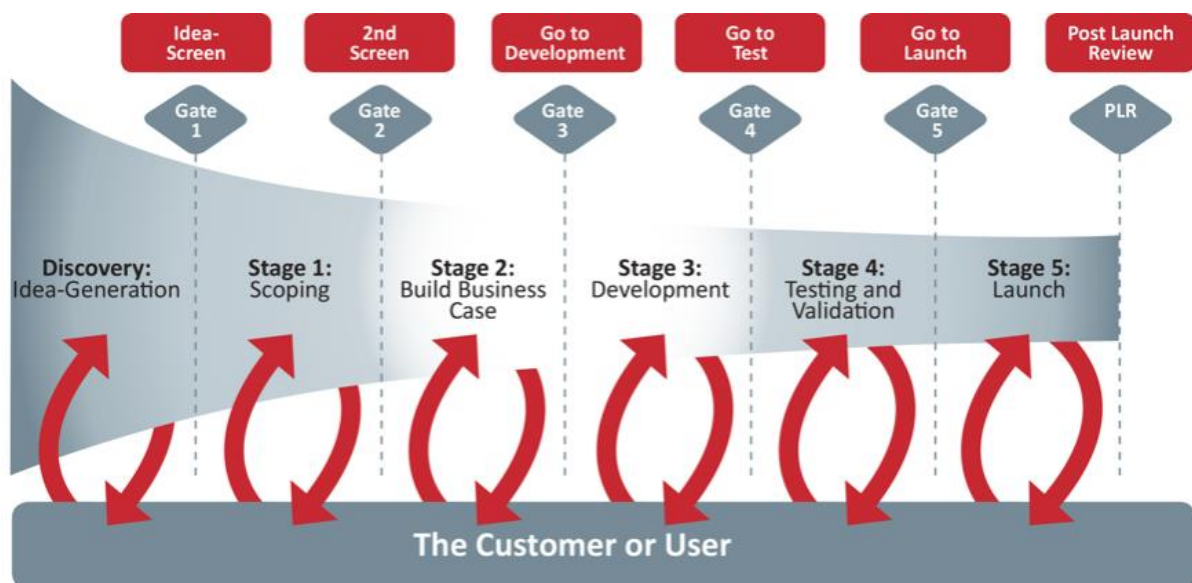 Idea-
Screen
2nd
Screen
Go to
Development
Go to
Test
Go to
Launch
Post Launch
Review
Gate
1
Gate
2
Gate
3
Gate
4
Gate
5
PLR
Discovery:
Idea-Generation
Stage 1:
Scoping
Stage 2:
Build Business
Case
Stage 3:
Development
Stage 4:
Testing and
Validation
Stage 5:
Launch
The Customer or User